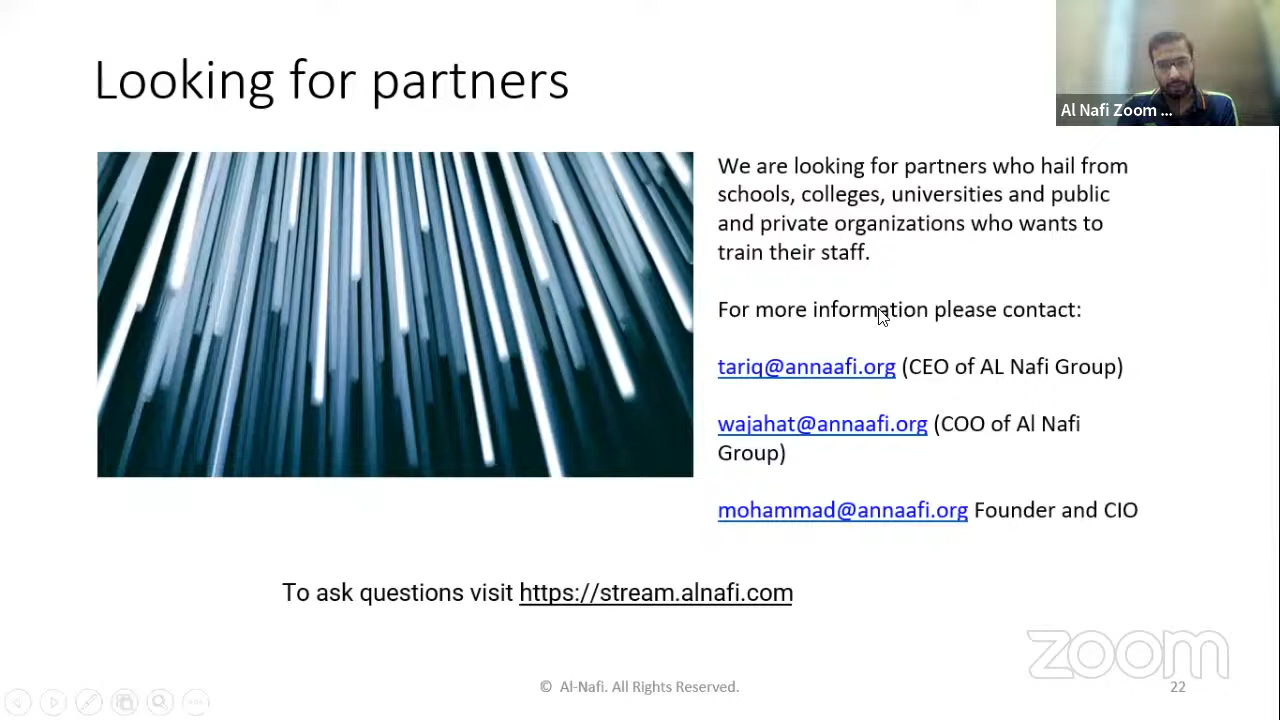 Looking for partners
Al Nafi Zoom ...
We are looking for partners who hail from
schools, colleges, universities and public
and private organizations who wants to
train their staff.
For more information please contact:
tariq@annaafi.org (CEO of AL Nafi Group)
wajahat@annaafi.org (COO of Al Nafi
Group)
mohammad@annaafi.org Founder and CIO
To ask questions visit https://stream.alnafi.com
zoom
© Al-Nafi. All Rights Reserved.
22